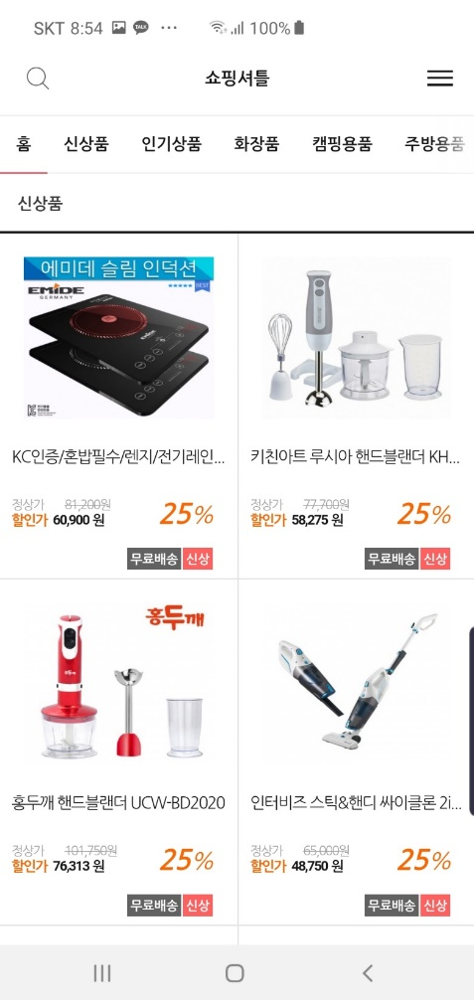 SKT 8:54 TALK ... 100%
쇼핑셔틀
홈 신상품 인기상품 화장품 캠핑용품 주방용품
신상품
에미데 슬림 인덕션
EMIDE
GERMANY
★★★★★ BEST
KC인증/혼밥필수/렌지/전기레인...
정상가 81,200원
할인가 60,900 원
25%
무료배송 신상
키친아트 루시아 핸드블랜더 KH...
정상가 77,700원
할인가 58,275 원
25%
무료배송 신상
홍두깨
홍두깨 핸드블랜더 UCW-BD2020
정상가 101,750원
할인가 76,313 원
25%
무료배송 신상
인터비즈 스틱&핸디 싸이클론 2i...
정상가 65,000원
할인가 48,750 원
25%
무료배송 신상